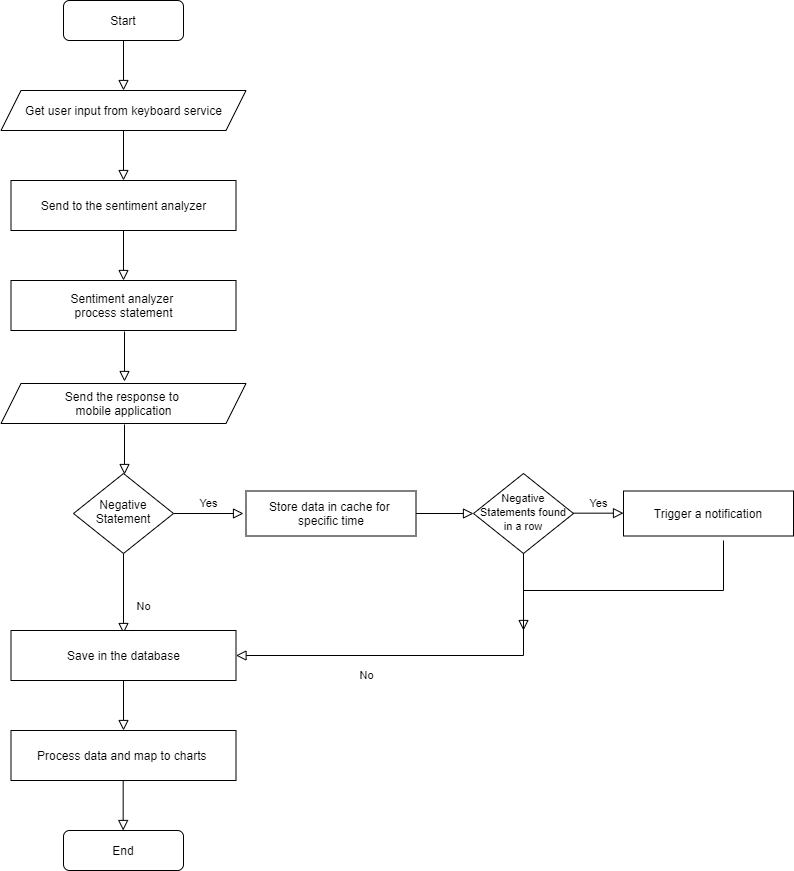 Start
Get user input from keyboard service
Send to the sentiment analyzer
Sentiment analyzer
process statement
Send the response to
mobile application
Negative
Statement
Yes
Store data in cache for
specific time
Negative
Statements found
in a row
Yes
Trigger a notification
No
Save in the database
No
Process data and map to charts
End